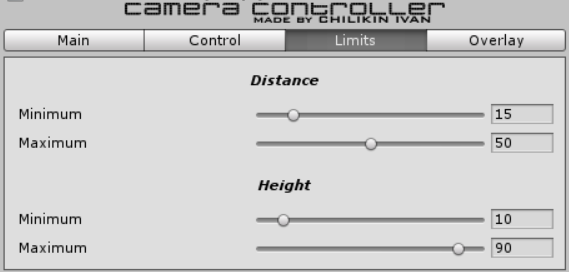 camera controller
MADE BY CHILIKIN IVAN
Main Control Limits Overlay
Distance
Minimum 15
Maximum 50
Height
Minimum 10
Maximum 90